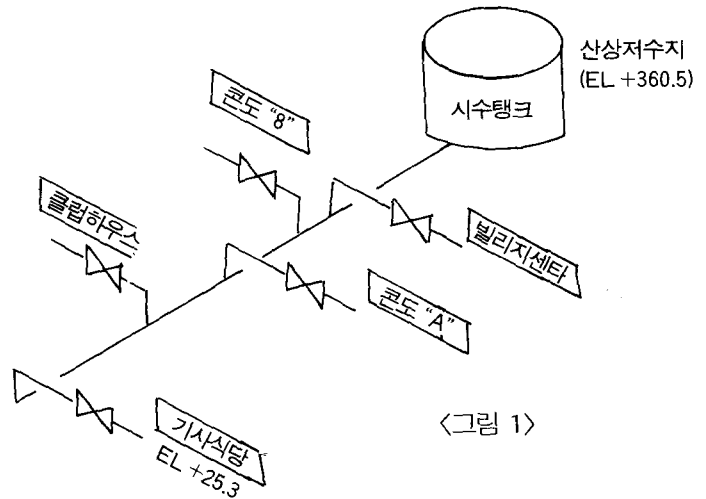 산상저수지
(EL +360.5)
시수탱크
콘도 “8”
클럽하우스
빌리지센타
콘도 “A”
기사식당
EL +25.3
〈그림 1〉